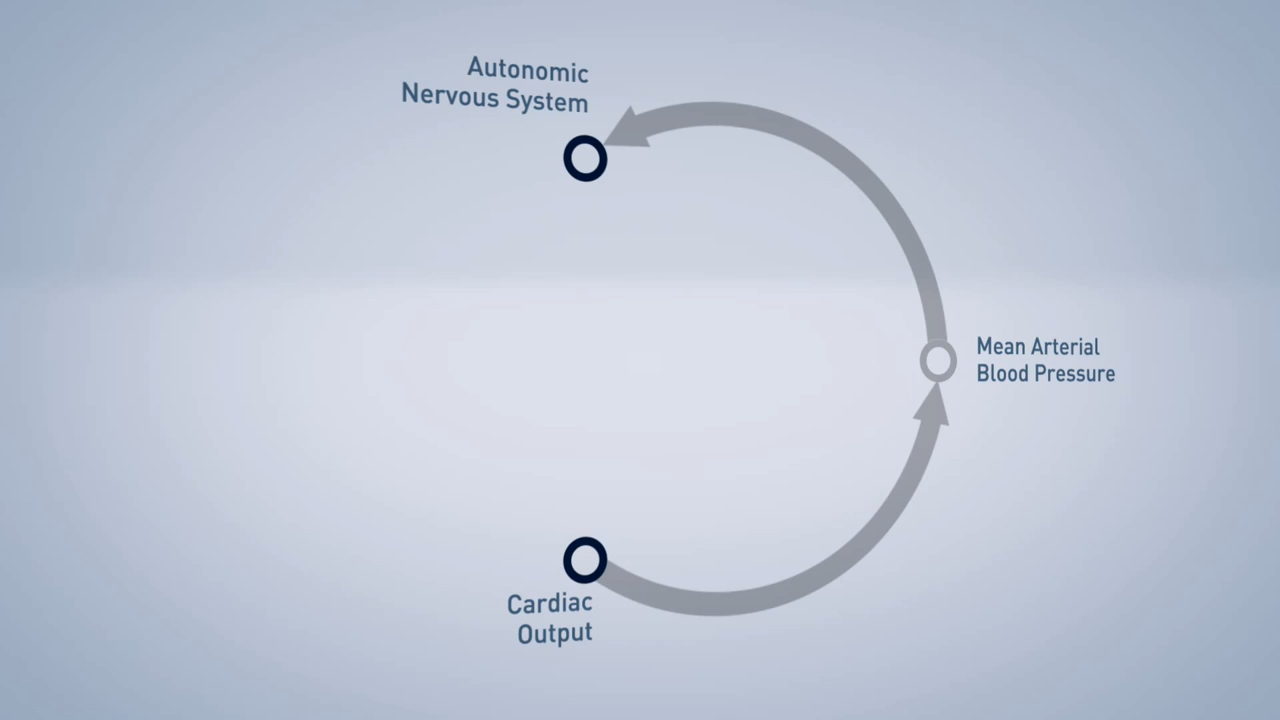 Autonomic
Nervous System
Mean Arterial
Blood Pressure
Cardiac
Output